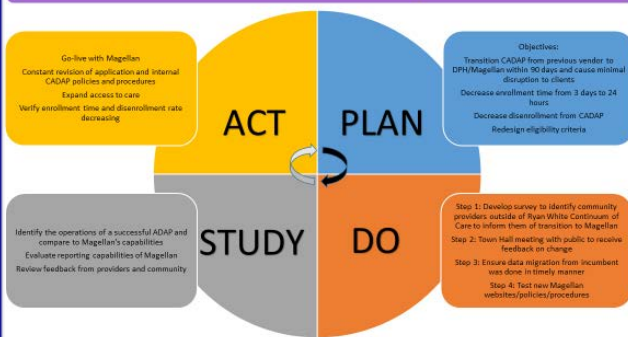 Go-live with Magellan
Constant revision of application and internal
CADAP policies and procedures
Expand access to care
Verify enrollment time and disenrollment rate
decreasing
ACT
PLAN
Objectives:
Transition CADAP from previous vendor to
DPH/Magellan within 90 days and cause minimal
disruption to clients
Decrease enrollment time from 3 days to 24
hours
Decrease disenrollment from CADAP
Redesign eligibility criteria
Identify the operations of a successful ADAP and
compare to Magellan's capabilities
Evaluate reporting capabilities of Magellan
Review feedback from providers and community
STUDY
DO
Step 1: Develop survey to identify community
providers outside of Ryan White Continuum of
Care to inform them of transition to Magellan
Step 2: Town Hall meeting with public to receive
feedback on change
Step 3: Ensure data migration from incumbent
was done in timely manner
Step 4: Test new Magellan
websites/policies/procedures